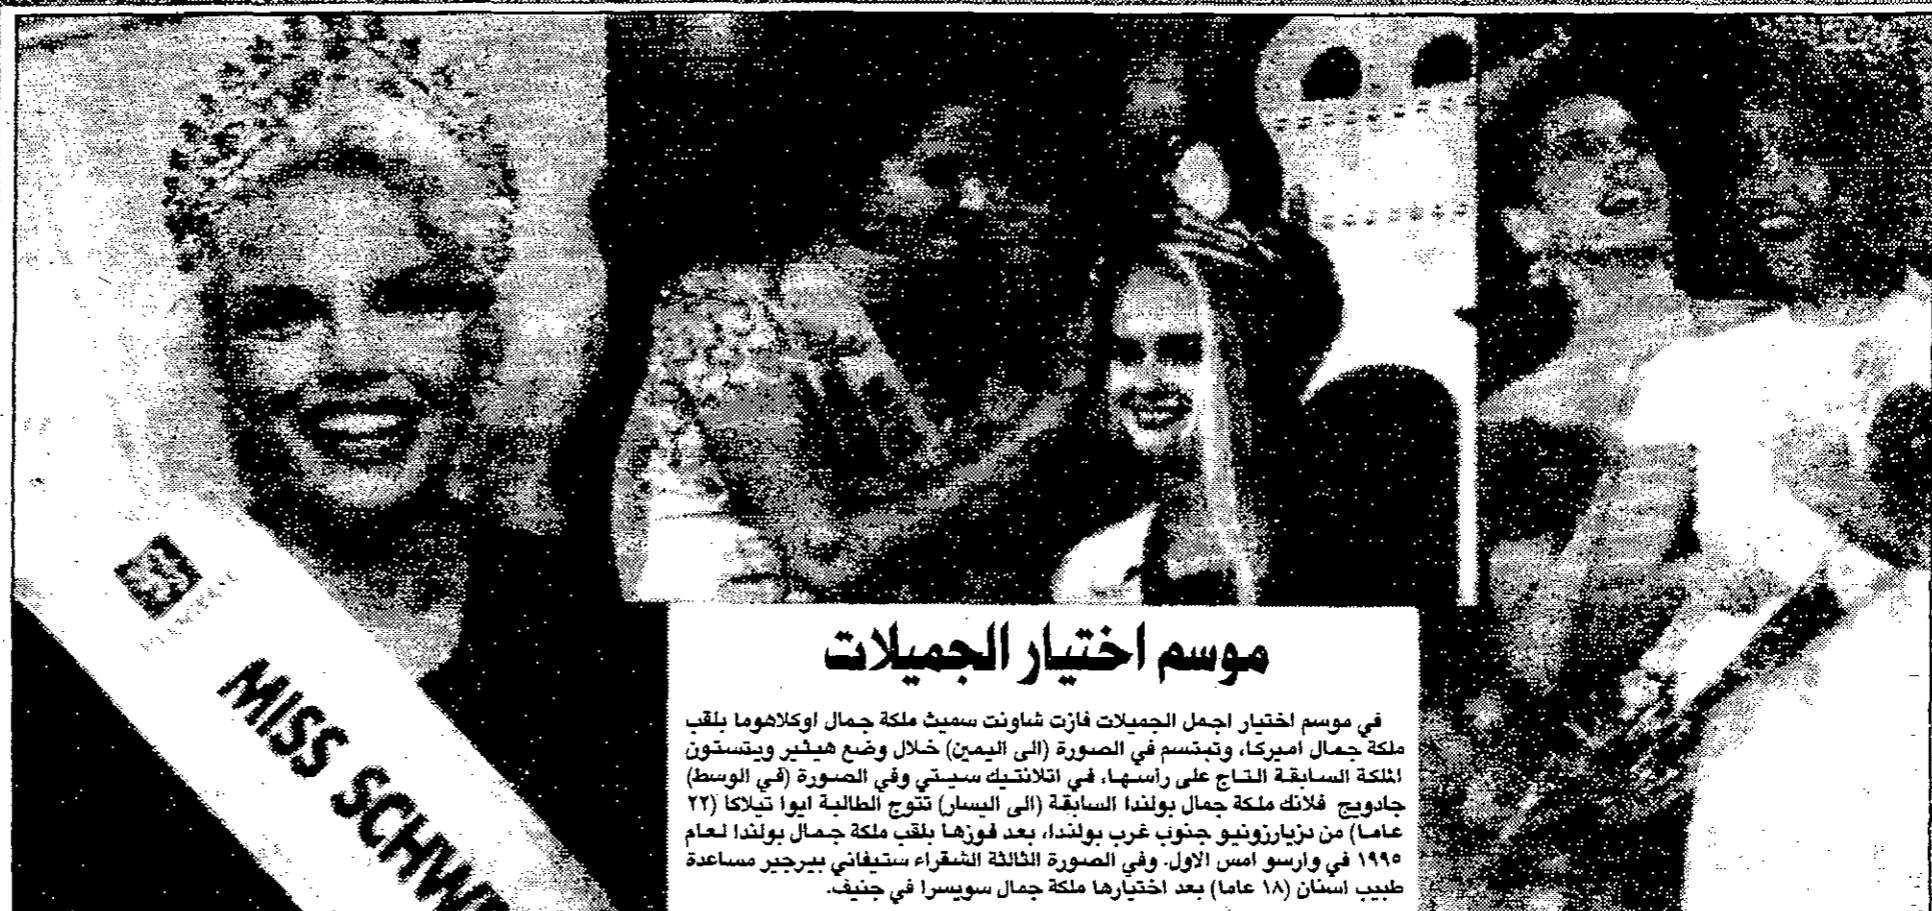 موسم اختيار الجميلات
في موسم اختيار اجمل الجميلات فازت شاونت سميث ملكة جمال اوكلاهوما بلقب
ملكة جمال اميركا، وتبتسم في الصورة (الى اليمين) خلال وضع هيثير ويتستون
الملكة السابقة التاج على رأسها، في اتلانتيك سيتي وفي الصورة (في الوسط)
جادويج فلانك ملكة جمال بولندا السابقة (الى اليسار) تتوج الطالبة ايوا تيلاكا (٢٢
عاما) من دزيارزونيو جنوب غرب بولندا، بعد فوزها بلقب ملكة جمال بولندا لعام
١٩٩٥ في وارسو امس الاول. وفي الصورة الثالثة الشقراء ستيفاني بيرجير مساعدة
طبيب اسنان (١٨ عاما) بعد اختيارها ملكة جمال سويسرا في جنيف.
MISS SCHW